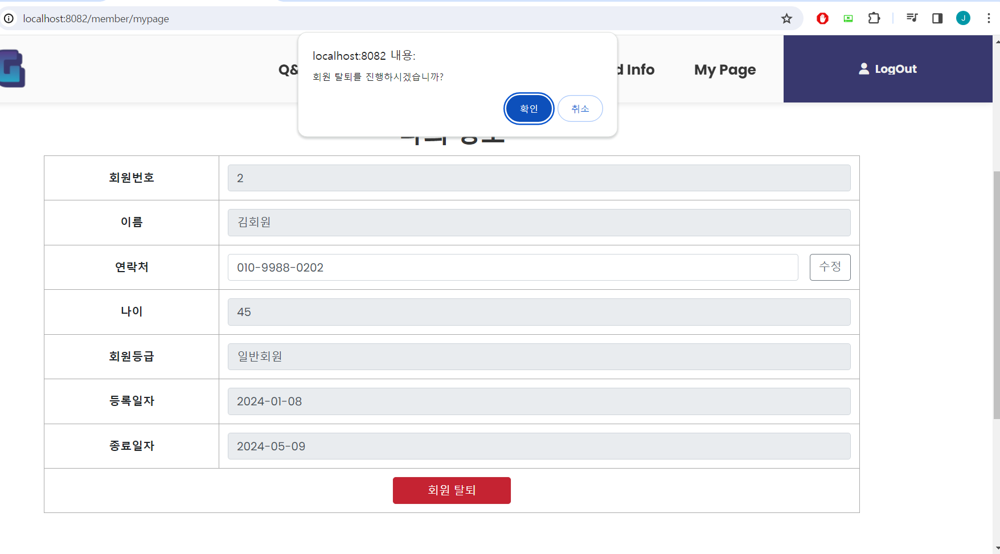 localhost:8082/member/mypage
J
localhost:8082 내용:
회원 탈퇴를 진행하시겠습니까?
확인 취소
Q& d Info My Page LogOut
회원번호 2
이름 김회원
연락처 010-9988-0202 수정
나이 45
회원등급 일반회원
등록일자 2024-01-08
종료일자 2024-05-09
회원 탈퇴